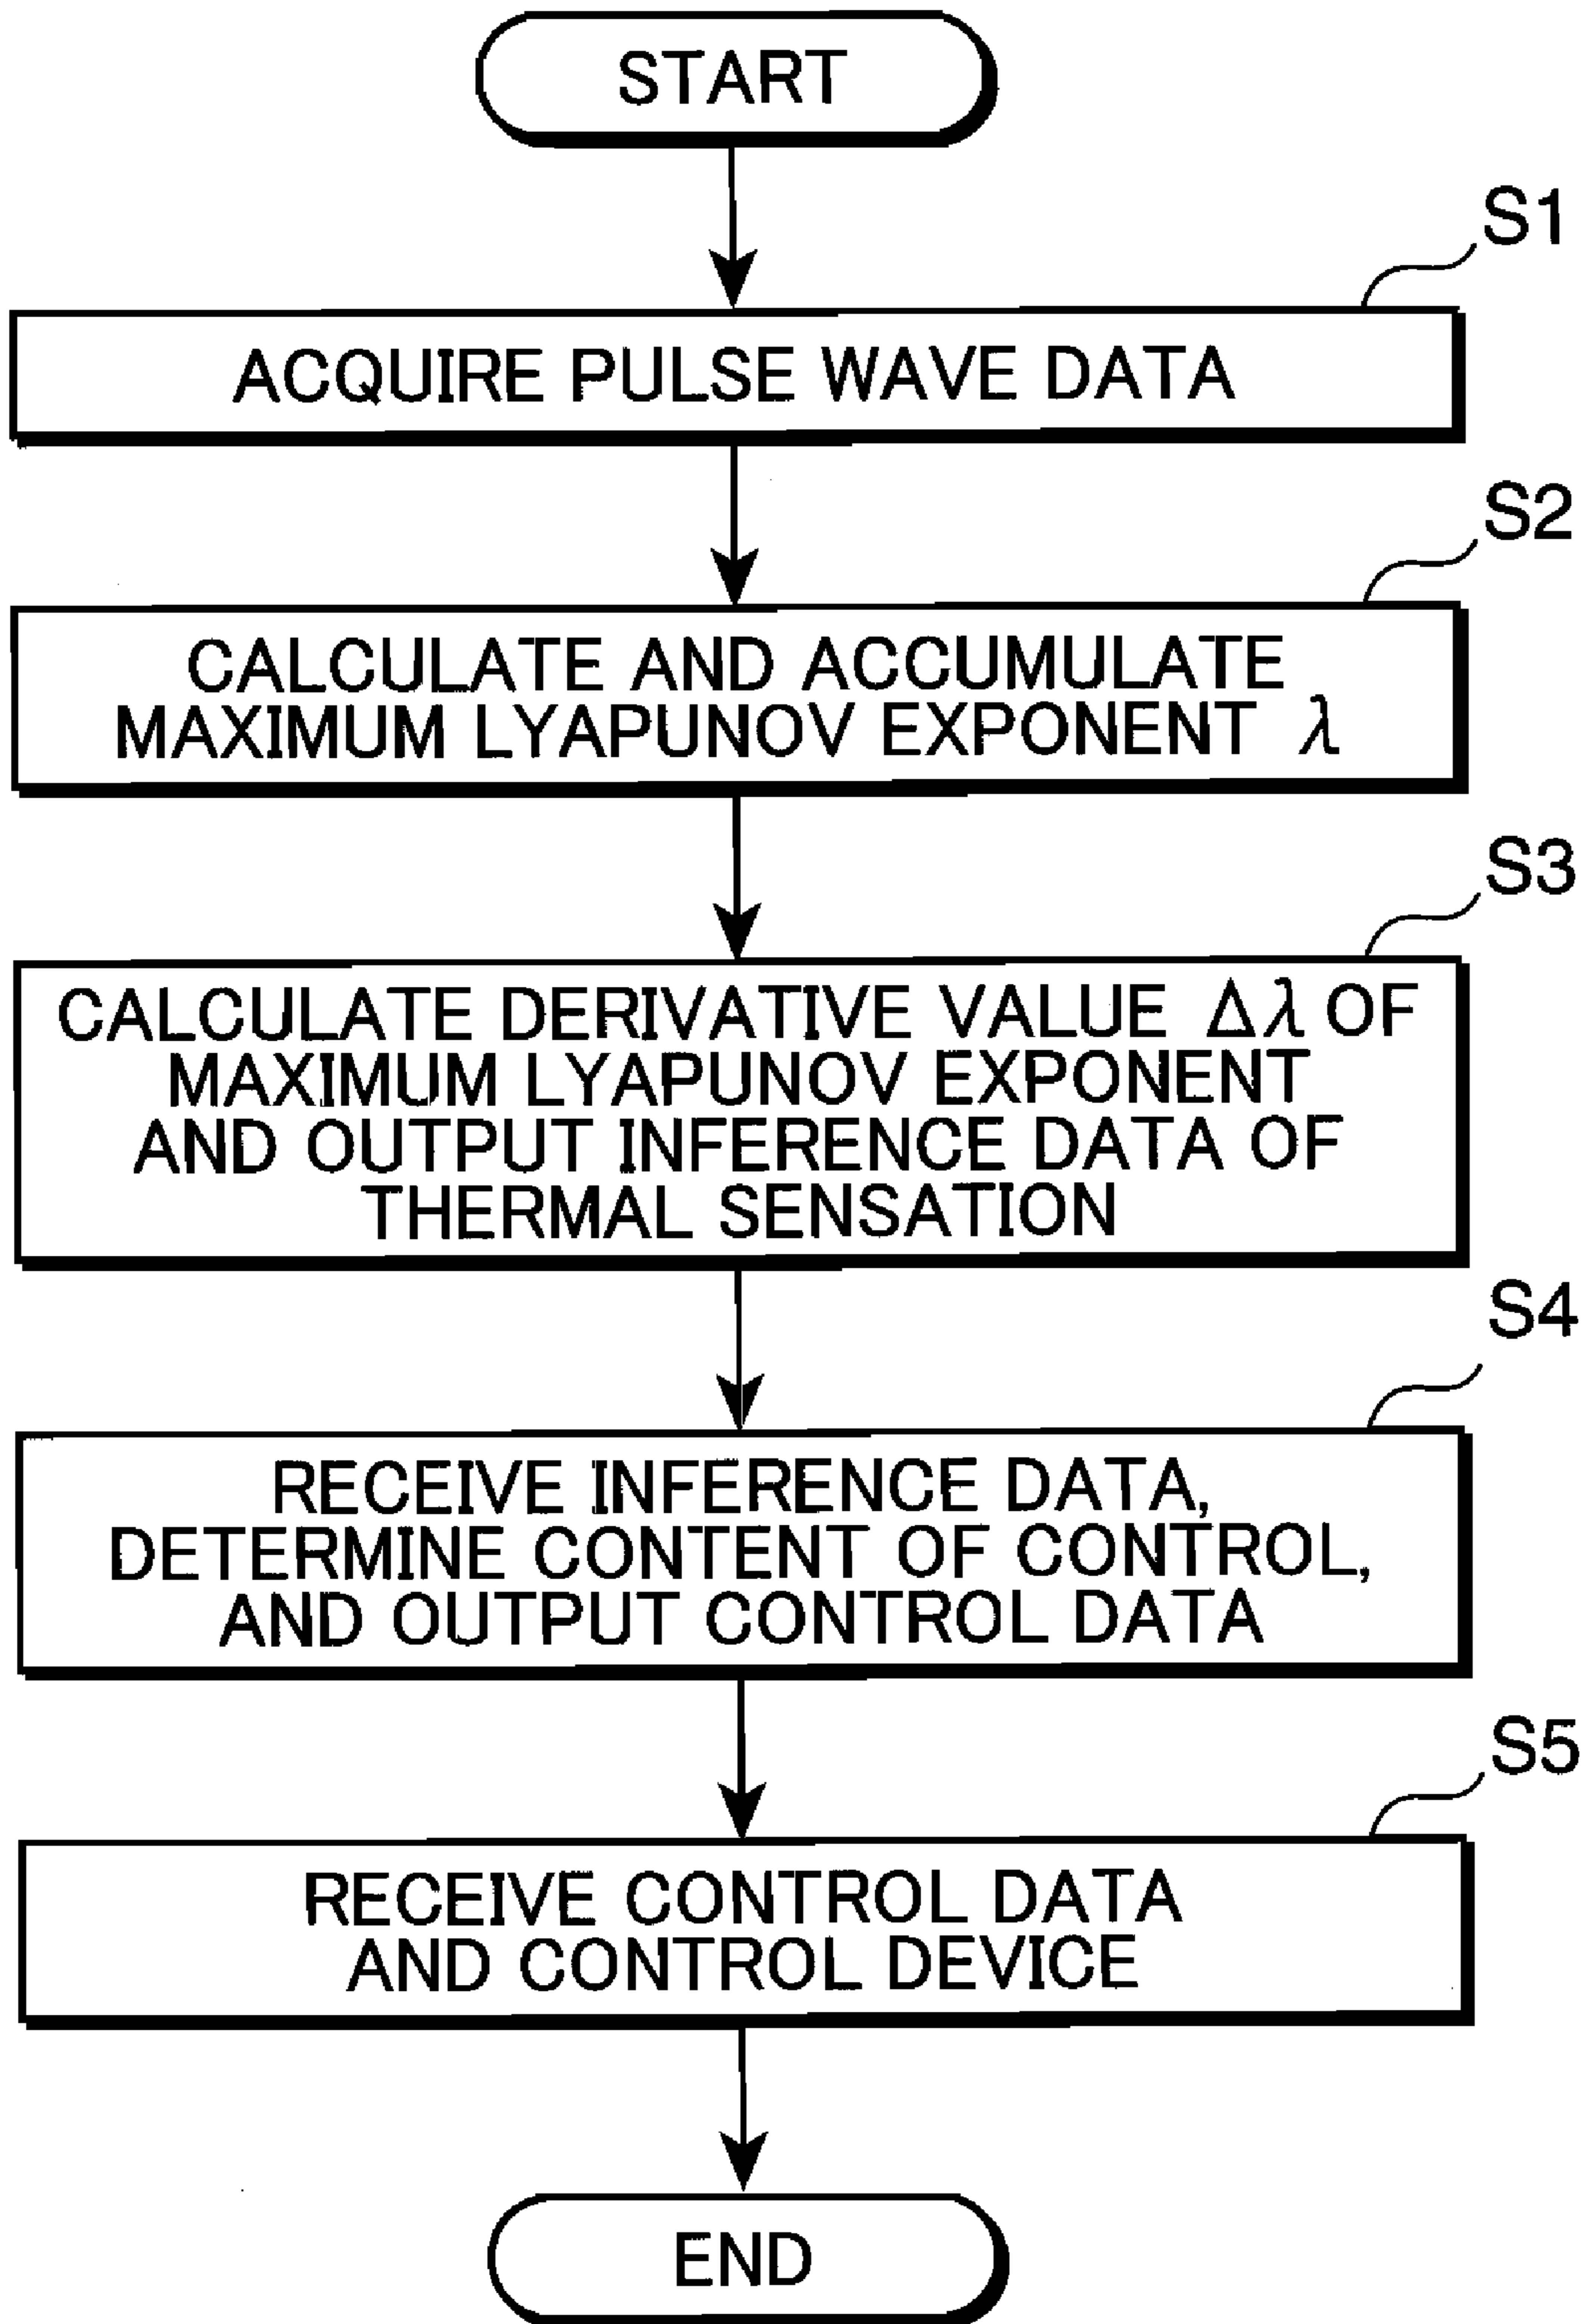 START
S1
ACQUIRE PULSE WAVE DATA
S2
CALCULATE AND ACCUMULATE
MAXIMUM LYAPUNOV EXPONENT λ
S3
CALCULATE DERIVATIVE VALUE Δλ OF
MAXIMUM LYAPUNOV EXPONENT
AND OUTPUT INFERENCE DATA OF
THERMAL SENSATION
S4
RECEIVE INFERENCE DATA,
DETERMINE CONTENT OF CONTROL,
AND OUTPUT CONTROL DATA
S5
RECEIVE CONTROL DATA
AND CONTROL DEVICE
END